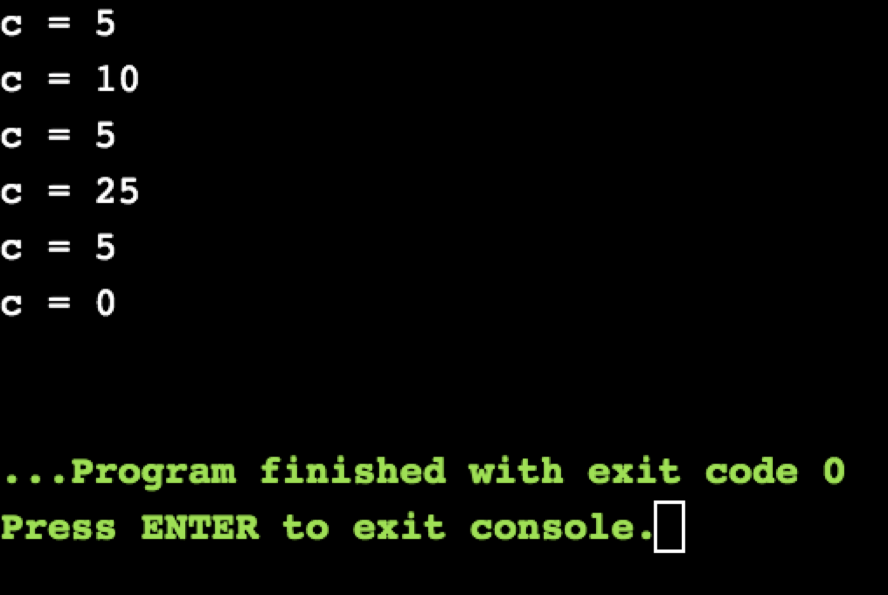 c = 5
c = 10
c = 5
c = 25
c = 5
c = 0
...Program finished with exit code 0
Press ENTER to exit console.